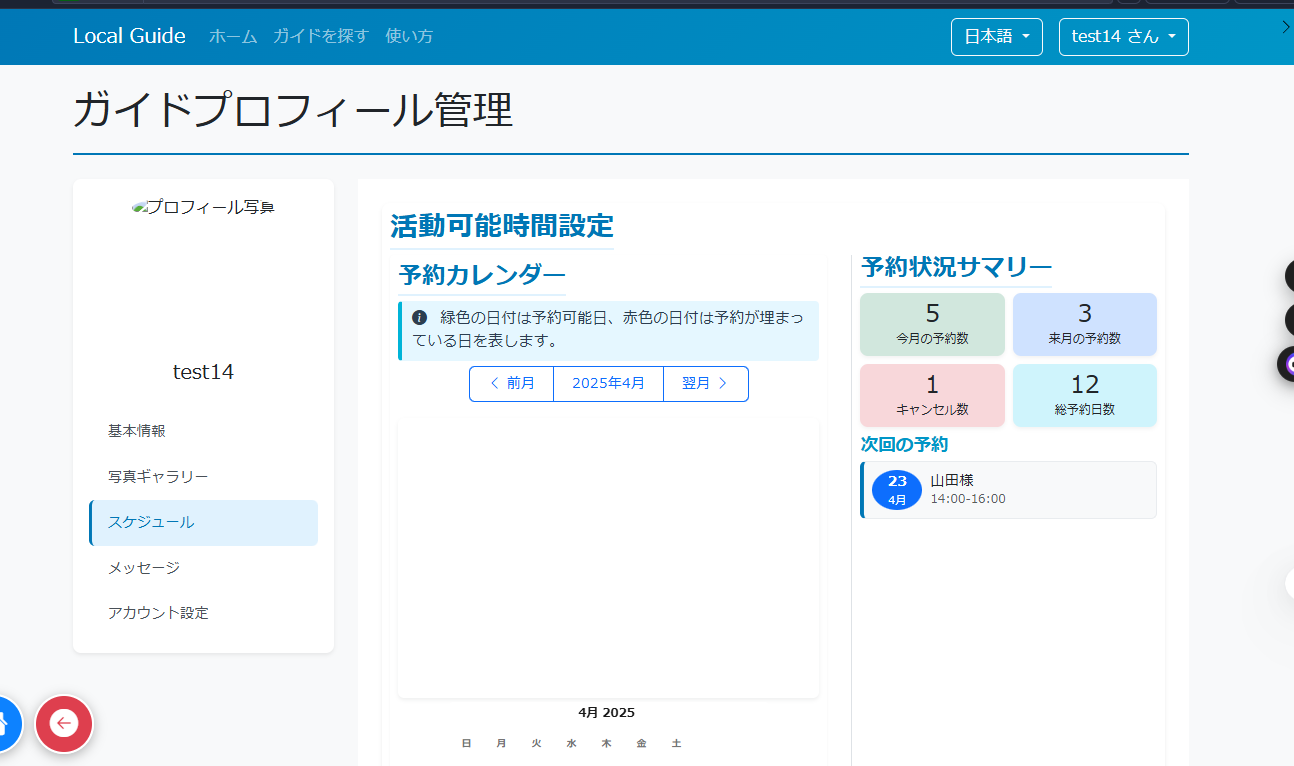 Local Guide ホーム ガイドを探す 使い方 日本語 test14 さん
ガイドプロフィール管理
プロフィール写真
test14
基本情報
写真ギャラリー
スケジュール
メッセージ
アカウント設定
活動可能時間設定
予約カレンダー
緑色の日付は予約可能日、赤色の日付は予約が埋まっ
ている日を表します。
前月 2025年4月 翌月
4月 2025
日 月 火 水 木 金 土
予約状況サマリー
5
今月の予約数
3
来月の予約数
1
キャンセル数
12
総予約日数
次回の予約
23
4月
山田様
14:00-16:00